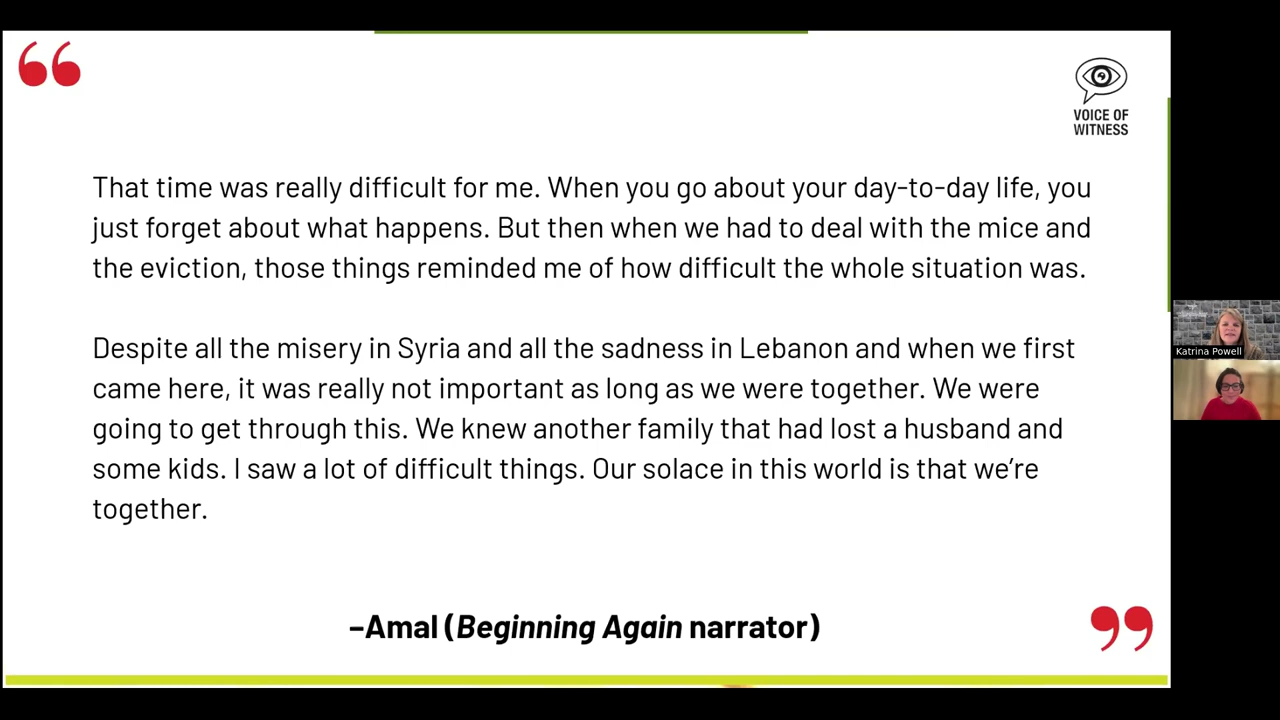 VOICE OF
WITNESS
That time was really difficult for me. When you go about your day-to-day life, you
just forget about what happens. But then when we had to deal with the mice and
the eviction, those things reminded me of how difficult the whole situation was.
Despite all the misery in Syria and all the sadness in Lebanon and when we first
came here, it was really not important as long as we were together. We were
going to get through this. We knew another family that had lost a husband and
some kids. I saw a lot of difficult things. Our solace in this world is that we’re
together.
–Amal (Beginning Again narrator)
Katrina Powell